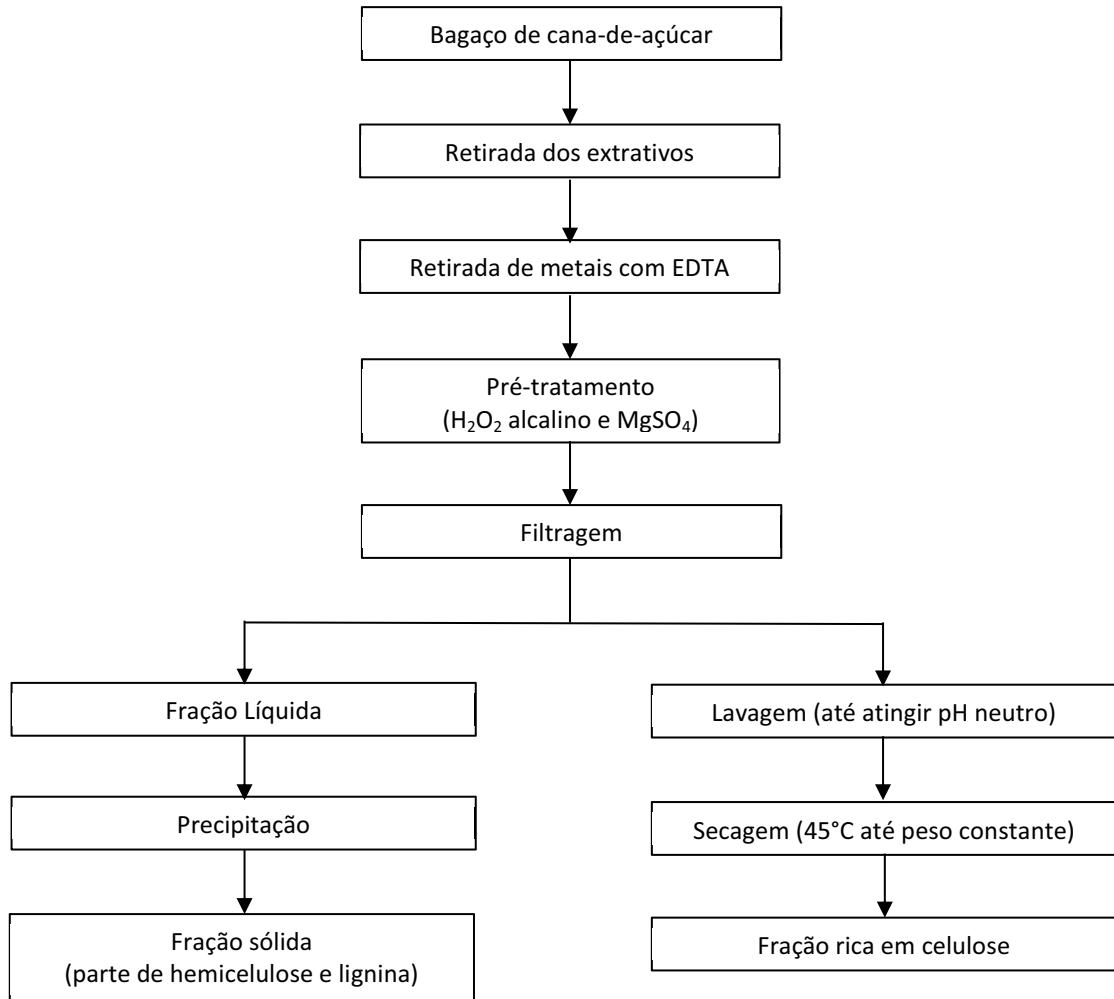 Bagaço de cana-de-açúcar
Retirada dos extrativos
Retirada de metais com EDTA
Pré-tratamento
(H₂O₂ alcalino e MgSO₄)
Filtragem
Fração Líquida
Precipitação
Fração sólida
(parte de hemicelulose e lignina)
Lavagem (até atingir pH neutro)
Secagem (45°C até peso constante)
Fração rica em celulose